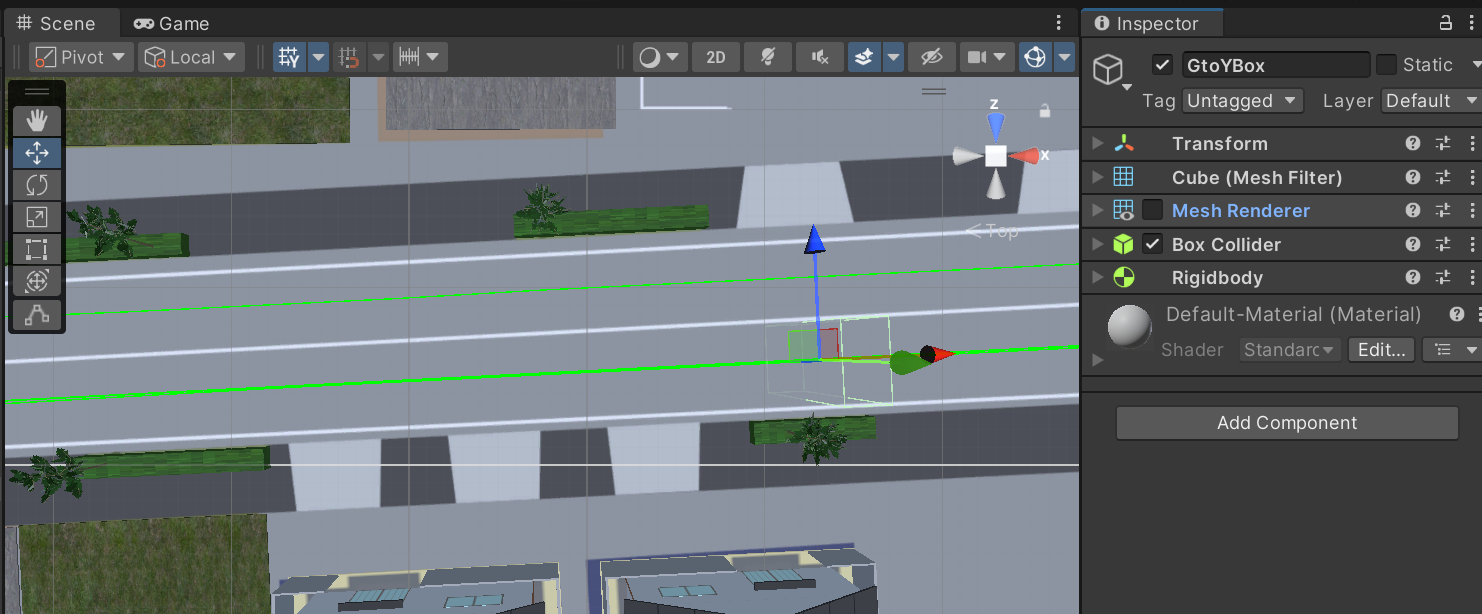 Scene Game Inspector
Pivot Local 2D
GtoYBox Static
Tag Untagged Layer Default
Transform
Cube (Mesh Filter)
Mesh Renderer
Box Collider
Rigidbody
Default-Material (Material)
Shader Standarc Edit...
Add Component
z
x
Top